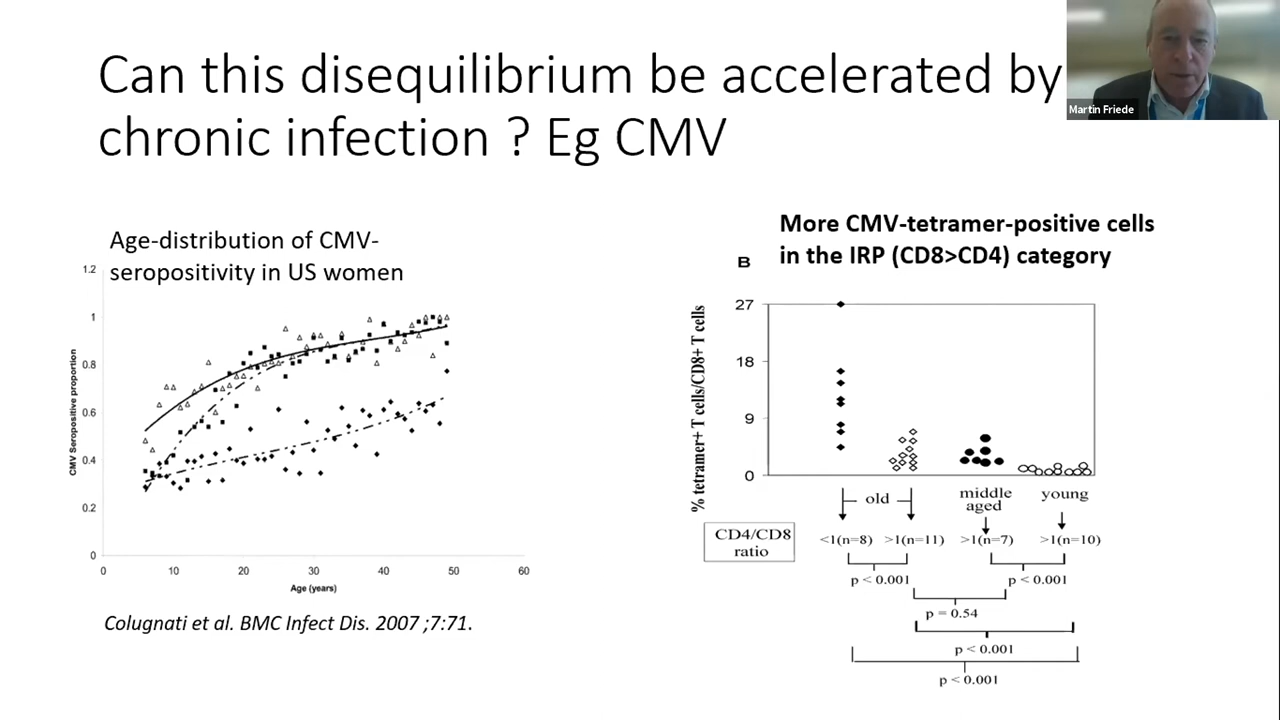 Can this disequilibrium be accelerated by
chronic infection ? Eg CMV
Martin Friede
Age-distribution of CMV-
seropositivity in US women
1.2
1
0.8
0.6
0.4
0.2
0
CMV Seropositive proportion
0 10 20 30 40 50 60
Age (years)
Colugnati et al. BMC Infect Dis. 2007 ;7:71.
More CMV-tetramer-positive cells
in the IRP (CD8>CD4) category
B
% tetramer+ T cells/CD8+ T cells
27
18
9
0
old
middle
aged
young
CD4/CD8
ratio
<1(n=8) >1(n=11) >1(n=7) >1(n=10)
p < 0.001 p < 0.001
p = 0.54
p < 0.001
p < 0.001